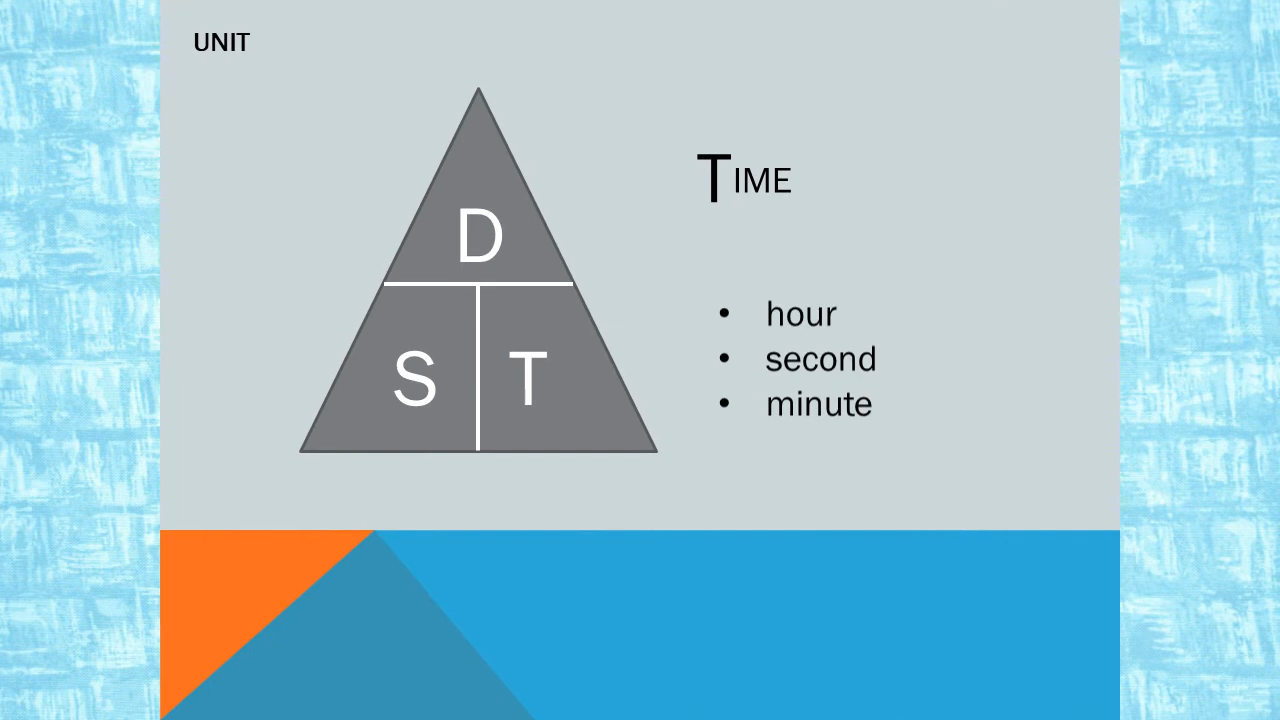 UNIT
D
S T
TIME
• hour
• second
• minute